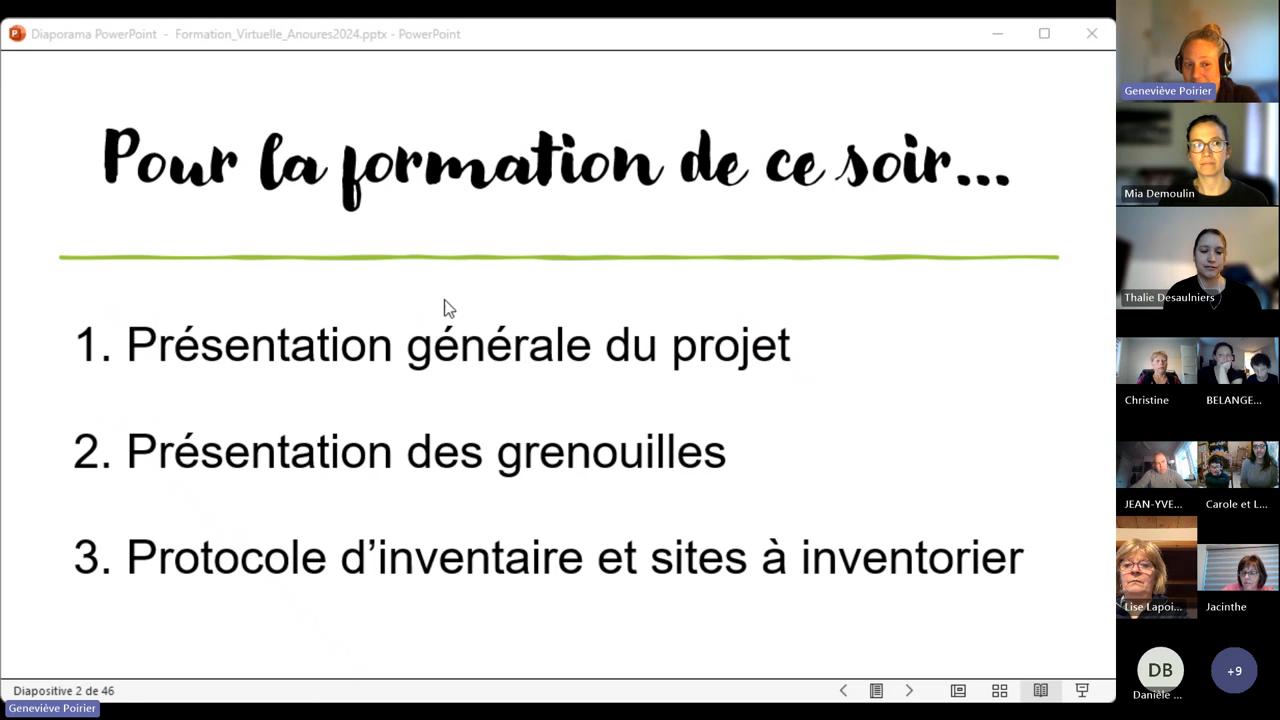 Diaporama PowerPoint - Formation_Virtuelle_Anoures2024.pptx - PowerPoint
Pour la formation de ce soir...
1. Présentation générale du projet
2. Présentation des grenouilles
3. Protocole d’inventaire et sites à inventorier
Diapositive 2 de 46
Geneviève Poirier
Geneviève Poirier
Mia Demoulin
Thalie Desaulniers
Christine
BELANGE...
JEAN-YVE...
Carole et L...
Lise Lapoi...
Jacinthe
DB
Danièle ...
+9